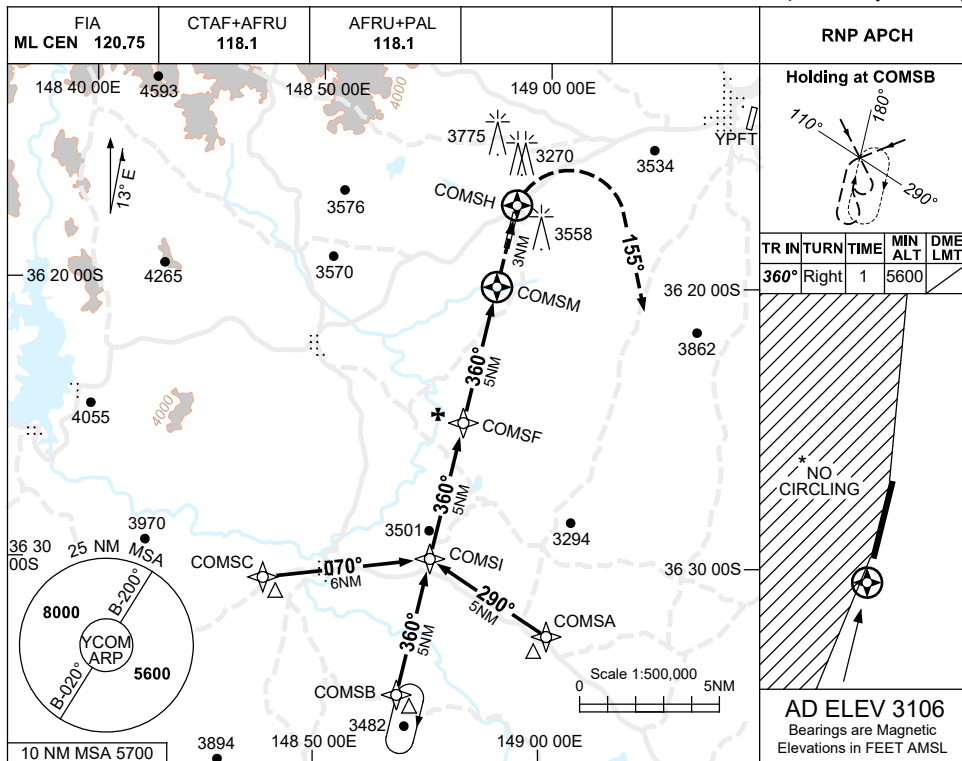 FIA
ML CEN 120.75
CTAF+AFRU
118.1
AFRU+PAL
118.1
RNP APCH
148 40 00E
4593
148 50 00E
4000
149 00 00E
3775
3270
3534
YPFT
13° E
3576
COMSH
3558
3NM
155°
4265
3570
36 20 00S
COMSM
36 20 00S
3862
360°
5NM
4000
4055
COMSF
360°
5NM
3970
3501
3294
36 30
00S
25 NM MSA
COMSC
070°
6NM
COMSI
36 30 00S
290°
5NM
COMSA
8000
B-200°
YCOM
ARP
B-020°
5600
360°
5NM
COMSB
Scale 1:500,000
0
5NM
3482
10 NM MSA 5700
3894
148 50 00E
149 00 00E
Holding at COMSB
180°
110°
290°
TR IN
TURN
TIME
MIN
ALT
DME
LMT
360°
Right
1
5600
*NO
CIRCLING
AD ELEV 3106
Bearings are Magnetic
Elevations in FEET AMSL